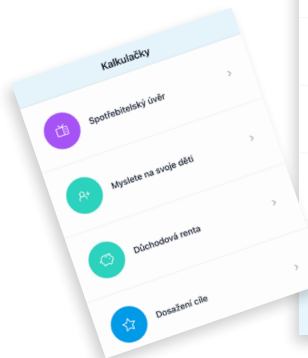 Kalkulačky
Spotřebitelský úvěr
Myslete na svoje děti
Důchodová renta
Dosažení cíle